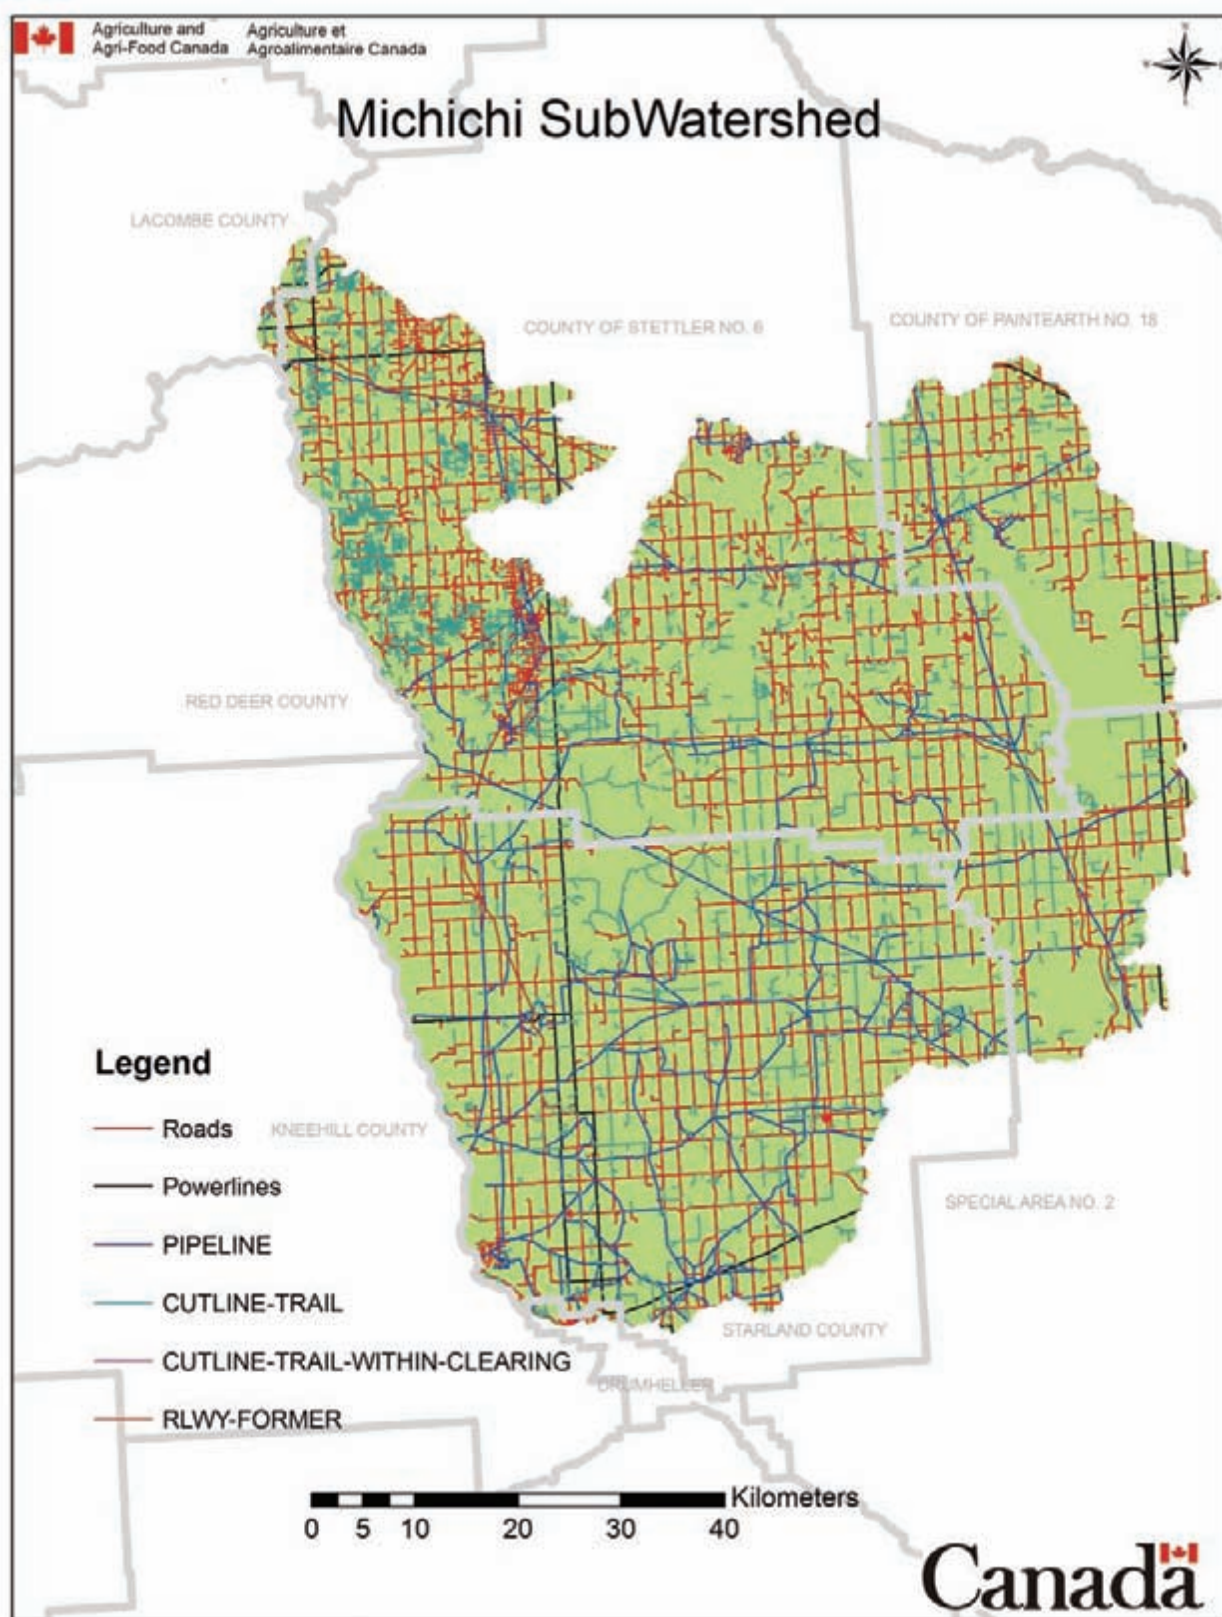 Agriculture and
Agri-Food Canada
Agriculture et
Agroalimentaire Canada
Michichi SubWatershed
LACOMBE COUNTY
COUNTY OF STETTLER NO. 6
COUNTY OF PAINTEARTH NO. 18
RED DEER COUNTY
Legend
Roads
KNEEHILL COUNTY
Powerlines
SPECIAL AREA NO. 2
PIPELINE
CUTLINE-TRAIL
STARLAND COUNTY
CUTLINE-TRAIL-WITHIN-CLEARING
DRUMHELLER
RLWY-FORMER
Kilometers
0 5 10 20 30 40
Canada